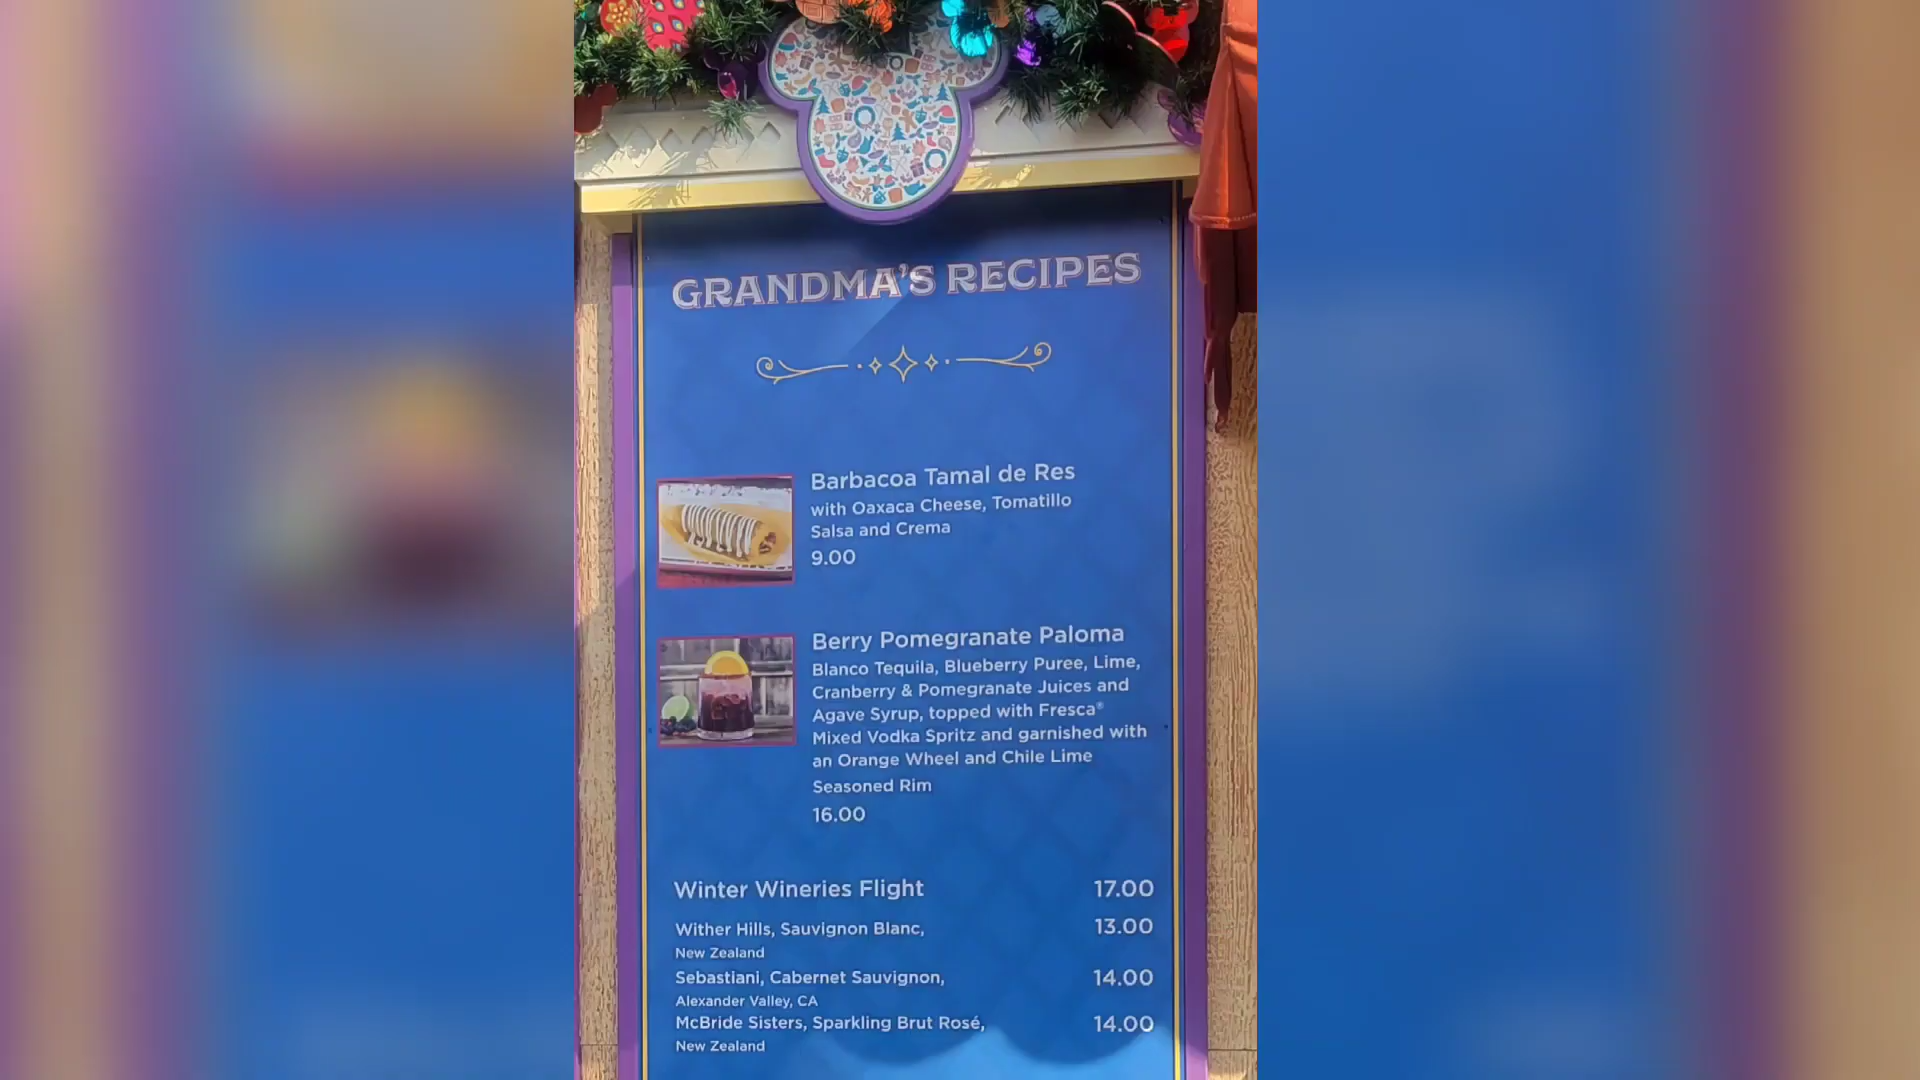 GRANDMA'S RECIPES
Barbacoa Tamal de Res
with Oaxaca Cheese, Tomatillo
Salsa and Crema
9.00
Berry Pomegranate Paloma
Blanco Tequila, Blueberry Puree, Lime,
Cranberry & Pomegranate Juices and
Agave Syrup, topped with Fresca®
Mixed Vodka Spritz and garnished with
an Orange Wheel and Chile Lime
Seasoned Rim
16.00
Winter Wineries Flight 17.00
Wither Hills, Sauvignon Blanc, 13.00
New Zealand
Sebastiani, Cabernet Sauvignon, 14.00
Alexander Valley, CA
McBride Sisters, Sparkling Brut Rosé, 14.00
New Zealand